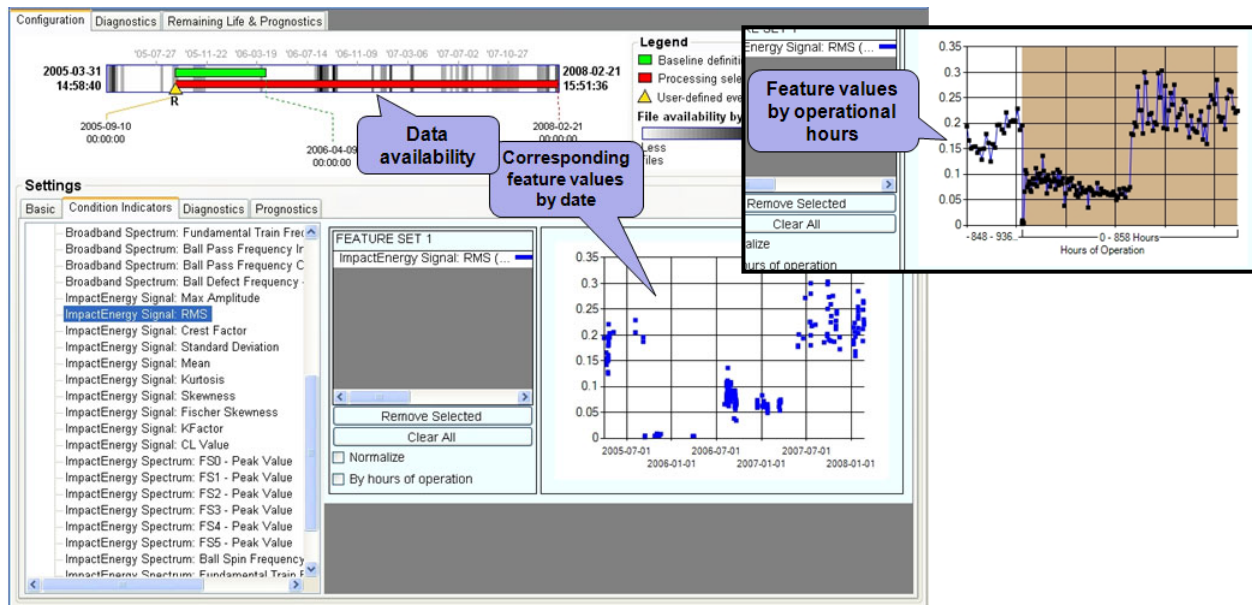 Configuration Diagnostics Remaining Life & Prognostics
'05-07-27 '05-11-22 '06-03-19 '06-07-14 '06-11-09 '07-03-06 '07-07-02 '07-10-27
2005-03-31
14:58:40
2008-02-21
15:51:36
R
2005-09-10
00:00:00
2006-04-09
00:00
2008-02-21
00:00:00
Legend
Baseline definiti
Processing sele
User-defined eve
File availability by
Less
files
Data
availability
Corresponding
feature values
by date
Feature values
by operational
hours
Settings
Basic Condition Indicators Diagnostics Prognostics
Broadband Spectrum: Fundamental Train Freq
Broadband Spectrum: Ball Pass Frequency Ir
Broadband Spectrum: Ball Pass Frequency O
Broadband Spectrum: Ball Defect Frequency -
ImpactEnergy Signal: Max Amplitude
ImpactEnergy Signal: RMS
ImpactEnergy Signal: Crest Factor
ImpactEnergy Signal: Standard Deviation
ImpactEnergy Signal: Mean
ImpactEnergy Signal: Kurtosis
ImpactEnergy Signal: Skewness
ImpactEnergy Signal: Fischer Skewness
ImpactEnergy Signal: KFactor
ImpactEnergy Signal: CL Value
ImpactEnergy Spectrum: FS0 - Peak Value
ImpactEnergy Spectrum: FS1 - Peak Value
ImpactEnergy Spectrum: FS2 - Peak Value
ImpactEnergy Spectrum: FS3 - Peak Value
ImpactEnergy Spectrum: FS4 - Peak Value
ImpactEnergy Spectrum: FS5 - Peak Value
ImpactEnergy Spectrum: Ball Spin Frequency
ImpactEnergy Spectrum: Fundamental Train F
FEATURE SET 1
ImpactEnergy Signal: RMS (...
Remove Selected
Clear All
Normalize
By hours of operation
0.35
0.3
0.25
0.2
0.15
0.1
0.05
0
2005-07-01 2006-07-01 2007-07-01
2006-01-01 2007-01-01 2008-01-01
RE SET 1
Energy Signal: RMS (...
Remove Selected
Clear All
alize
ours of operation
0.35
0.3
0.25
0.2
0.15
0.1
0.05
0
- 848 - 936... 0 - 858 Hours
Hours of Operation